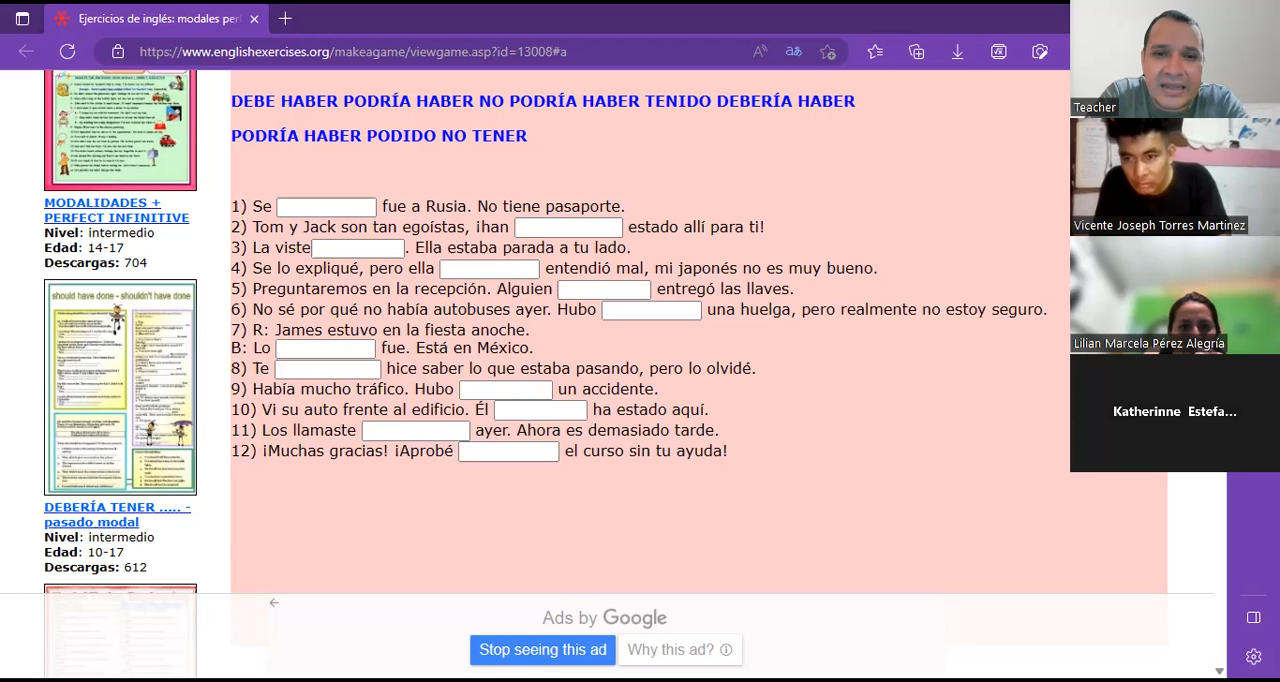 Ejercicios de inglés: modales per
https://www.englishexercises.org/makeagame/viewgame.asp?id=13008#a
DEBE HABER PODRÍA HABER NO PODRÍA HABER TENIDO DEBERÍA HABER
PODRÍA HABER PODIDO NO TENER
1) Se fue a Rusia. No tiene pasaporte.
2) Tom y Jack son tan egoístas, ¡han estado allí para ti!
3) La viste . Ella estaba parada a tu lado.
4) Se lo expliqué, pero ella entendió mal, mi japonés no es muy bueno.
5) Preguntaremos en la recepción. Alguien entregó las llaves.
6) No sé por qué no había autobuses ayer. Hubo una huelga, pero realmente no estoy seguro.
7) R: James estuvo en la fiesta anoche.
B: Lo fue. Está en México.
8) Te hice saber lo que estaba pasando, pero lo olvidé.
9) Había mucho tráfico. Hubo un accidente.
10) Vi su auto frente al edificio. Él ha estado aquí.
11) Los llamaste ayer. Ahora es demasiado tarde.
12) ¡Muchas gracias! ¡Aprobé el curso sin tu ayuda!
MODALIDADES +
PERFECT INFINITIVE
Nivel: intermedio
Edad: 14-17
Descargas: 704
should have done - shouldn't have done
DEBERÍA TENER ..... -
pasado modal
Nivel: intermedio
Edad: 10-17
Descargas: 612
Ads by Google
Stop seeing this ad
Why this ad?
Teacher
Vicente Joseph Torres Martinez
Lilian Marcela Pérez Alegría
Katherinne Estefa...